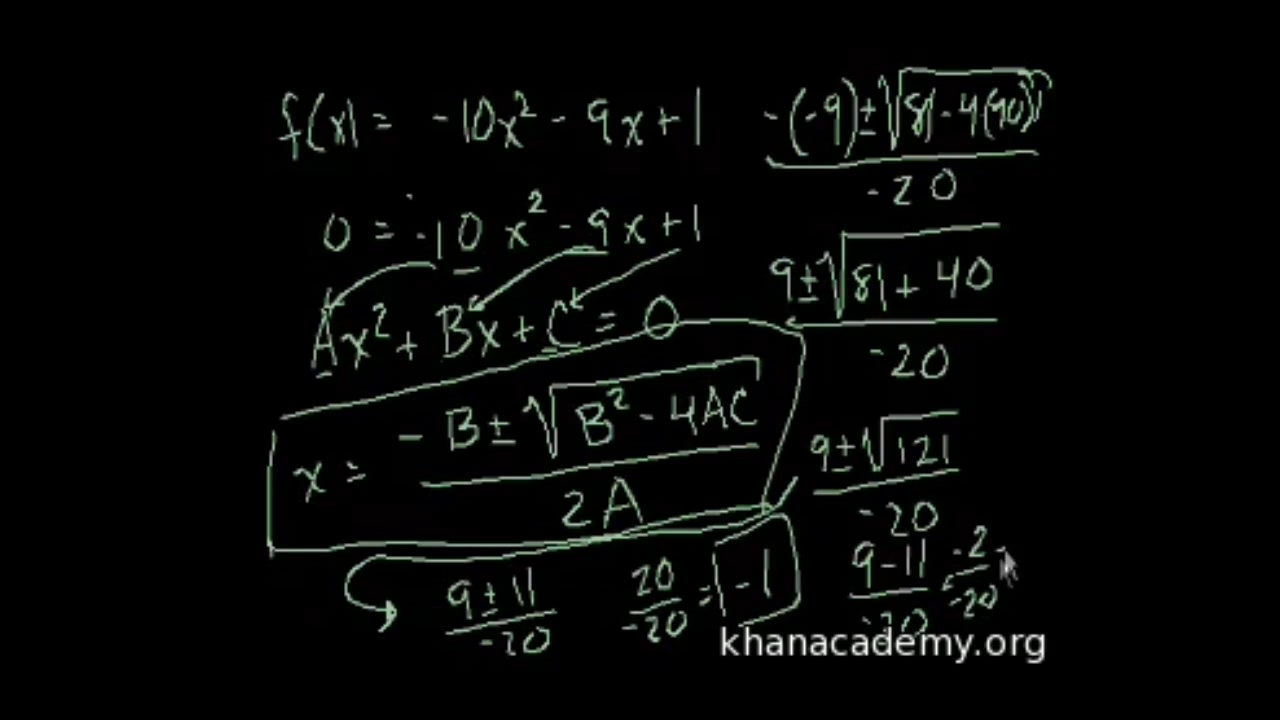 f(x) = -10x² - 9x + 1
0 = -10x² - 9x + 1
Ax² + Bx + C = 0
x = (-B ± √(B² - 4AC)) / 2A
(-(-9) ± √(81 - 4(-10))) / -20
(9 ± √(81 + 40)) / -20
(9 ± √121) / -20
(9 ± 11) / -20
20 / -20 = -1
(9 - 11) / -20 = -2 / -20
khanacademy.org